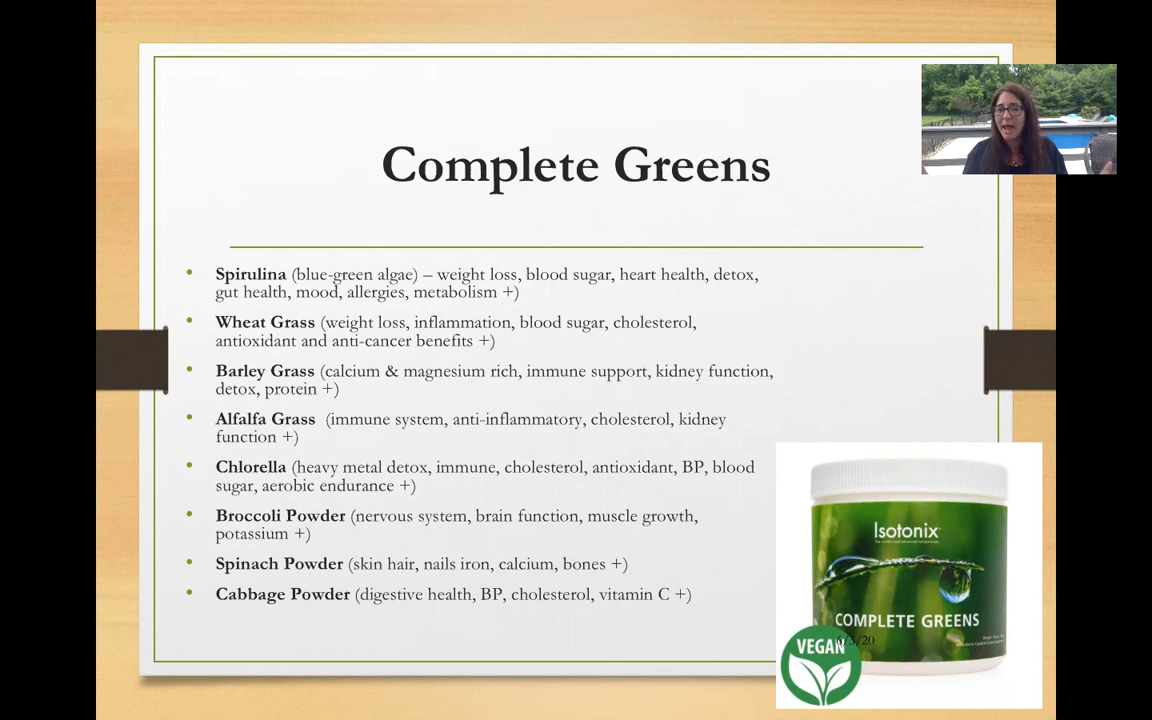 Complete Greens
• Spirulina (blue-green algae) – weight loss, blood sugar, heart health, detox,
gut health, mood, allergies, metabolism +)
• Wheat Grass (weight loss, inflammation, blood sugar, cholesterol,
antioxidant and anti-cancer benefits +)
• Barley Grass (calcium & magnesium rich, immune support, kidney function,
detox, protein +)
• Alfalfa Grass  (immune system, anti-inflammatory, cholesterol, kidney
function +)
• Chlorella (heavy metal detox, immune, cholesterol, antioxidant, BP, blood
sugar, aerobic endurance +)
• Broccoli Powder (nervous system, brain function, muscle growth,
potassium +)
• Spinach Powder (skin hair, nails iron, calcium, bones +)
• Cabbage Powder (digestive health, BP, cholesterol, vitamin C +)
Isotonix
COMPLETE GREENS
VEGAN